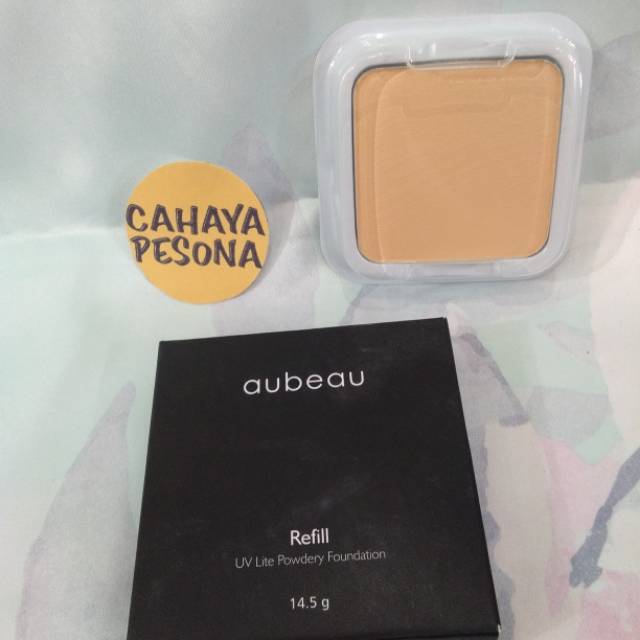 CAHAYA
PESONA
aubeau
Refill
UV Lite Powdery Foundation
14.5 g